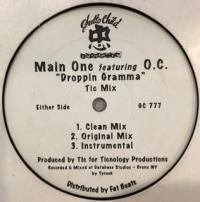 Ghetto Child
Main One featuring O.C.
"Droppin Gramma"
Tic Mix
Either Side
GC 777
1. Clean Mix
2. Original Mix
3. Instrumental
Produced by Tic for Ticnology Productions
Recorded & Mixed at Database Studios - Bronx NY
by Tyrouk
Distributed by Fat Beats